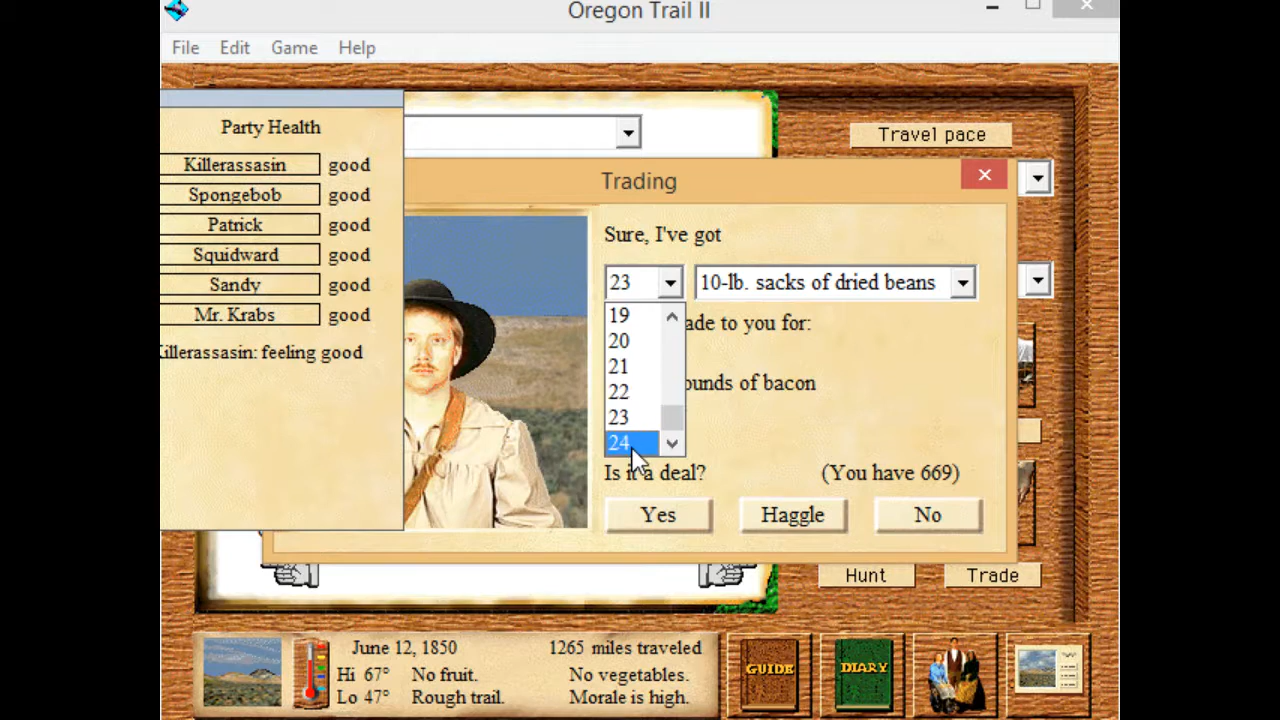 Oregon Trail II
File Edit Game Help
Party Health
Killerassasin good
Spongebob good
Patrick good
Squidward good
Sandy good
Mr. Krabs good
illerassasin: feeling good
Travel pace
Trading
Sure, I've got
23 10-lb. sacks of dried beans
19
20
21
22
23
24
ade to you for:
ounds of bacon
Is it a deal? (You have 669)
Yes Haggle No
Hunt Trade
June 12, 1850 1265 miles traveled
Hi 67° No fruit. No vegetables.
Lo 47° Rough trail. Morale is high.
GUIDE DIARY